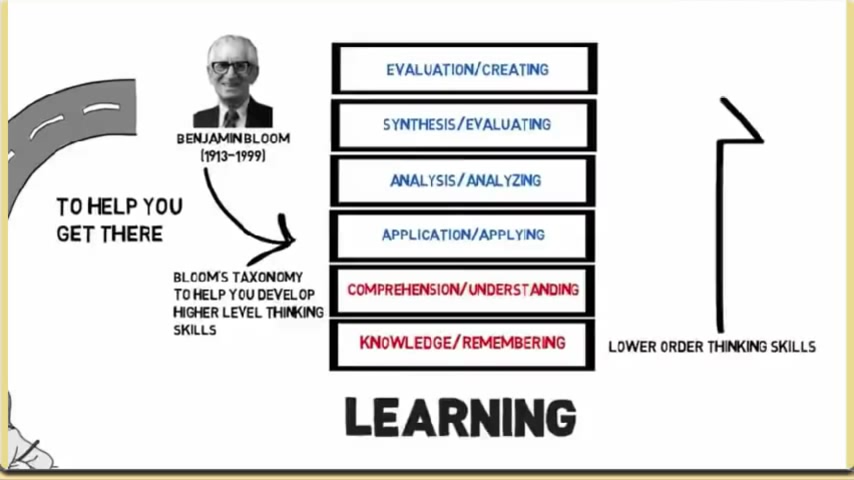 BENJAMIN BLOOM
(1913-1999)
TO HELP YOU
GET THERE
BLOOM'S TAXONOMY
TO HELP YOU DEVELOP
HIGHER LEVEL THINKING
SKILLS
EVALUATION/CREATING
SYNTHESIS/EVALUATING
ANALYSIS/ANALYZING
APPLICATION/APPLYING
COMPREHENSION/UNDERSTANDING
KNOWLEDGE/REMEMBERING
LOWER ORDER THINKING SKILLS
LEARNING